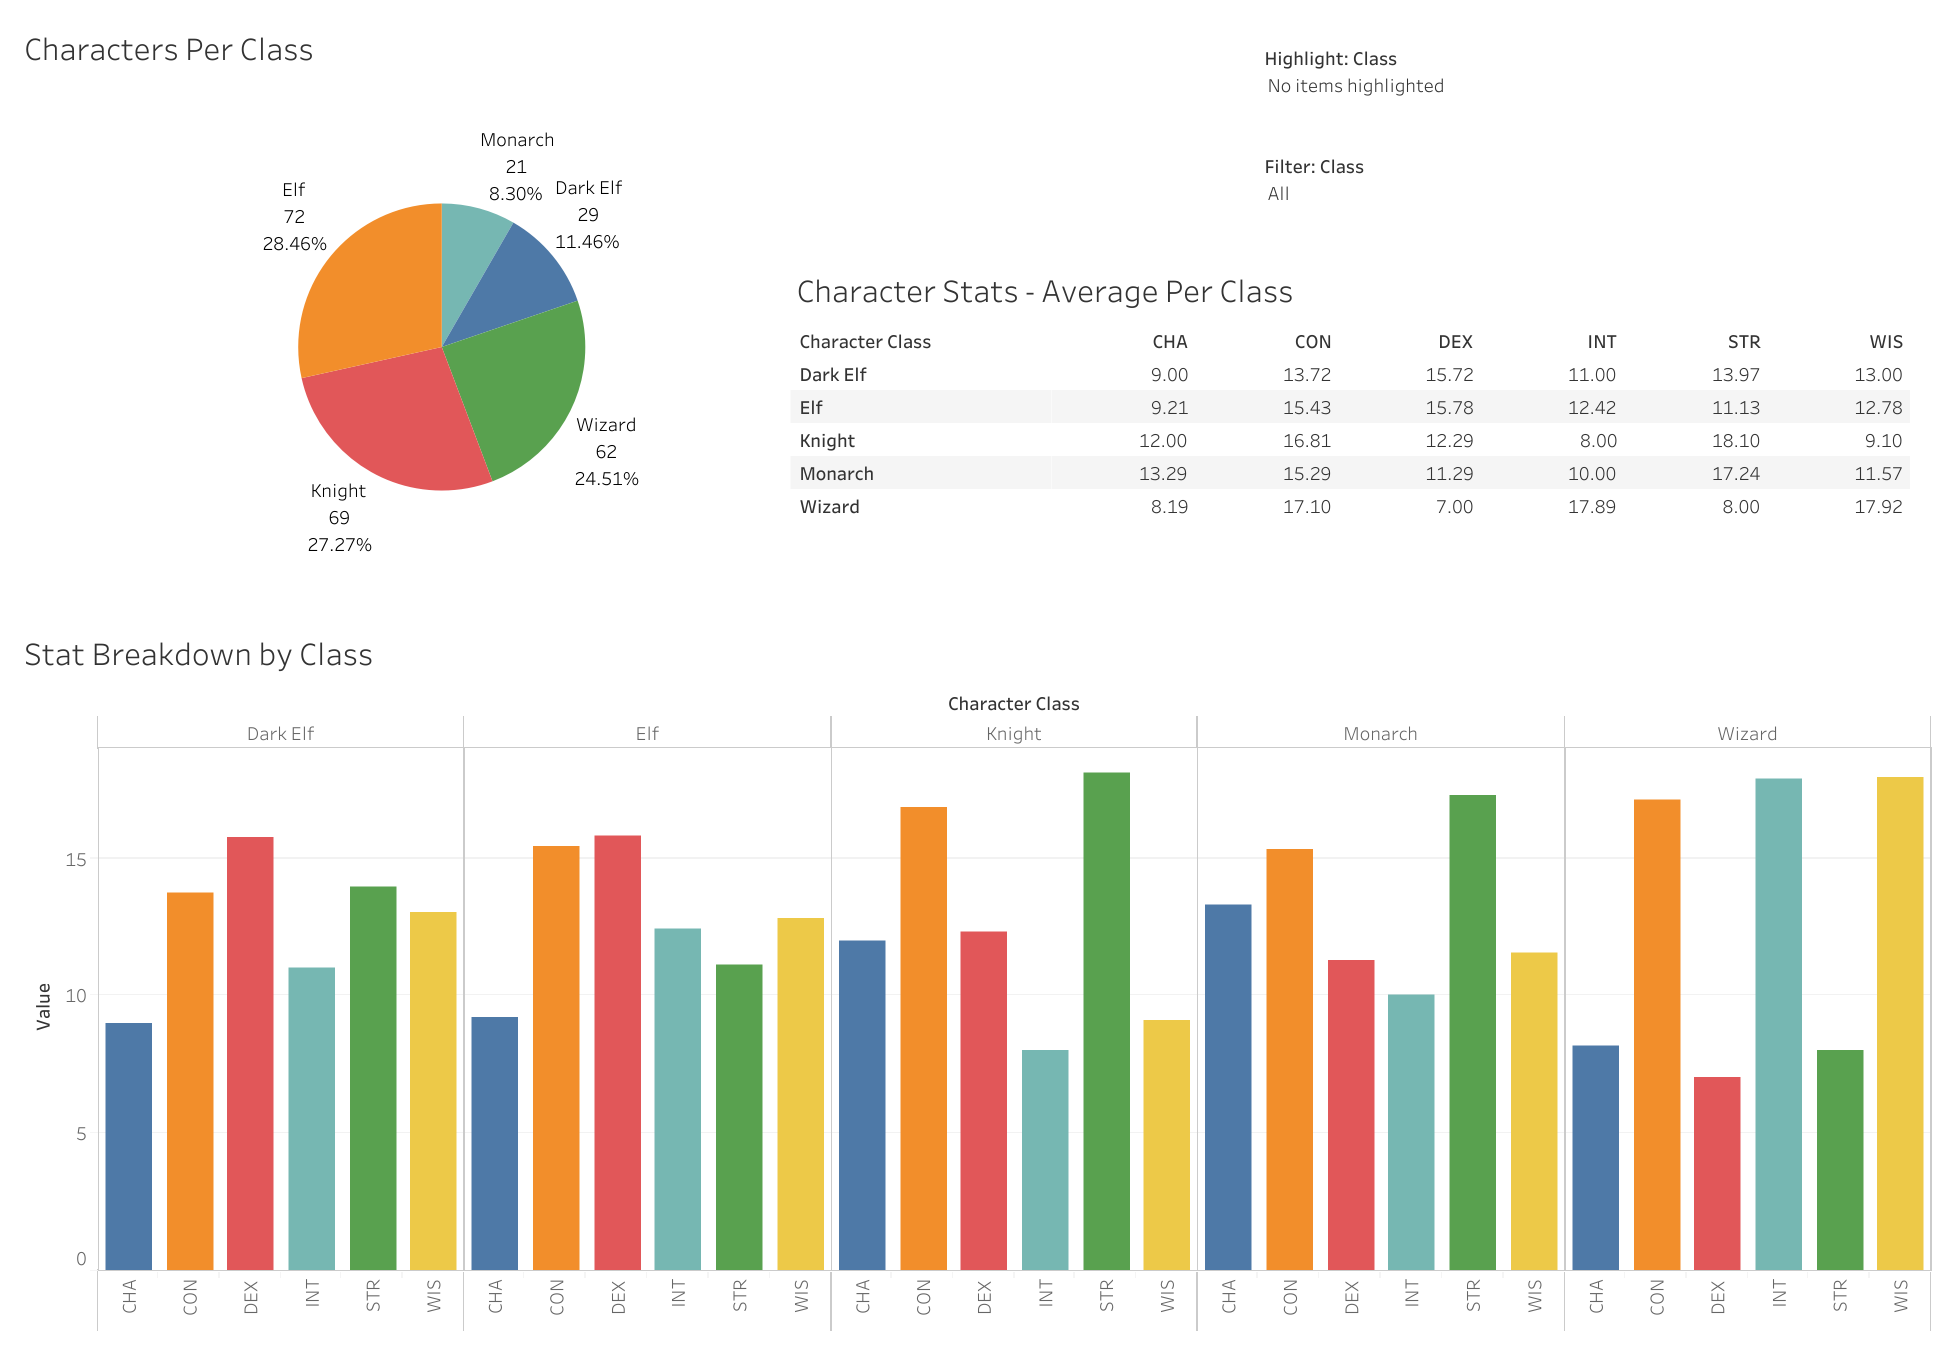 Characters Per Class
Highlight: Class
No items highlighted
Filter: Class
All
Monarch
21
8.30%
Dark Elf
29
11.46%
Elf
72
28.46%
Wizard
62
24.51%
Knight
69
27.27%
Character Stats - Average Per Class
Character Class CHA CON DEX INT STR WIS
Dark Elf 9.00 13.72 15.72 11.00 13.97 13.00
Elf 9.21 15.43 15.78 12.42 11.13 12.78
Knight 12.00 16.81 12.29 8.00 18.10 9.10
Monarch 13.29 15.29 11.29 10.00 17.24 11.57
Wizard 8.19 17.10 7.00 17.89 8.00 17.92
Stat Breakdown by Class
Character Class
Dark Elf Elf Knight Monarch Wizard
Value
15
10
5
0
CHA CON DEX INT STR WIS CHA CON DEX INT STR WIS CHA CON DEX INT STR WIS CHA CON DEX INT STR WIS CHA CON DEX INT STR WIS